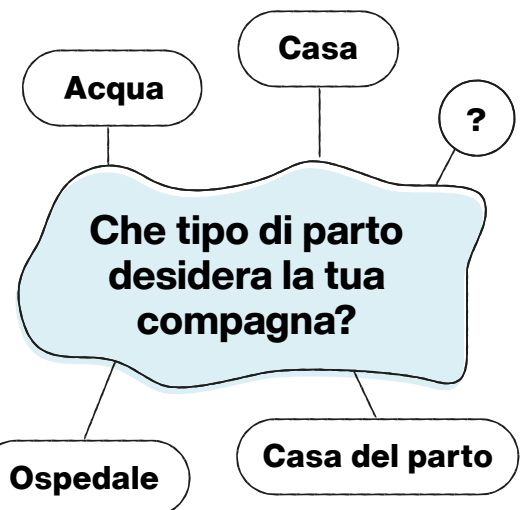 Casa
Acqua
?
Che tipo di parto
desidera la tua
compagna?
Casa del parto
Ospedale